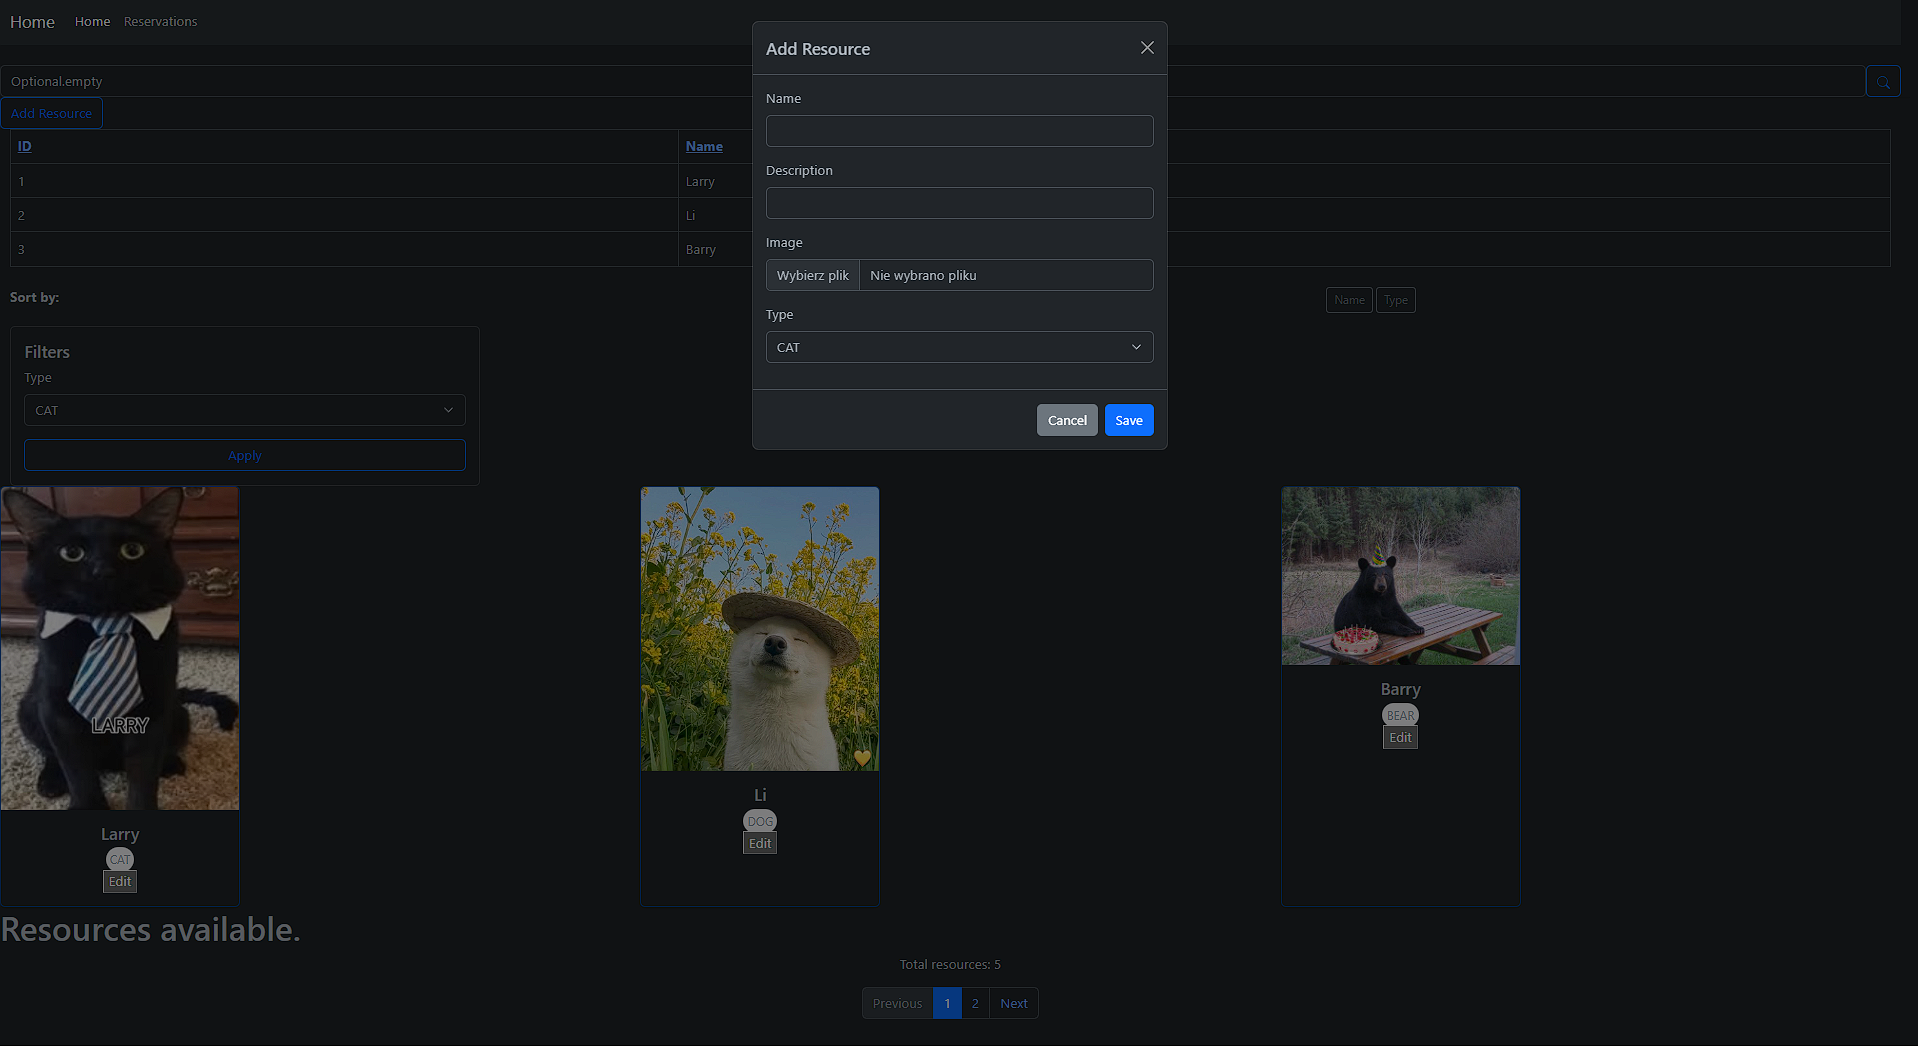 Home Home Reservations
Add Resource
Optional.empty
Add Resource
Name
Description
Image
Wybierz plik Nie wybrano pliku
Type
CAT
Cancel Save
ID Name
1 Larry
2 Li
3 Barry
Sort by: Name Type
Filters
Type
CAT
Apply
LARRY
Larry
CAT
Edit
Li
DOG
Edit
Barry
BEAR
Edit
Resources available.
Total resources: 5
Previous 1 2 Next